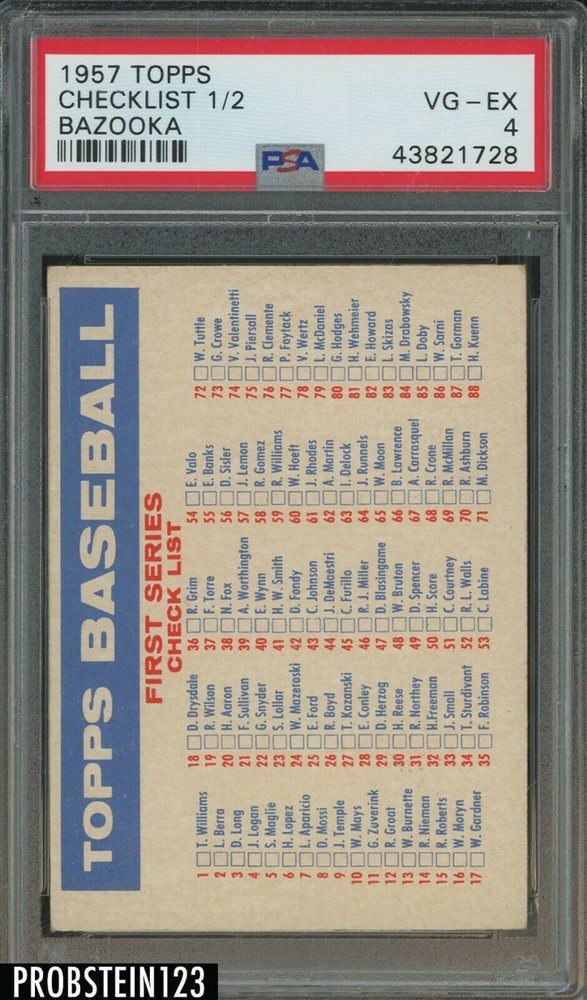 1957 TOPPS
CHECKLIST 1/2
BAZOOKA
VG - EX
4
43821728
PSA
TOPPS BASEBALL
FIRST SERIES
CHECK LIST
1 T. Williams
2 L. Berra
3 D. Long
4 J. Logan
5 S. Maglie
6 H. Lopez
7 L. Aparicio
8 D. Mossi
9 J. Temple
10 W. Mays
11 G. Zuverink
12 R. Groat
13 W. Burnette
14 R. Nieman
15 R. Roberts
16 W. Moryn
17 W. Gardner
18 D. Drysdale
19 R. Wilson
20 H. Aaron
21 F. Sullivan
22 G. Snyder
23 S. Lollar
24 W. Mazeroski
25 E. Ford
26 R. Boyd
27 T. Kazanski
28 E. Conley
29 D. Herzog
30 H. Reese
31 R. Northey
32 H.Freeman
33 J. Small
34 T. Sturdivant
35 F. Robinson
36 R. Grim
37 F. Torre
38 N. Fox
39 A. Worthington
40 E. Wynn
41 H. W. Smith
42 D. Fondy
43 C. Johnson
44 J. DeMaestri
45 C. Furillo
46 R. J. Miller
47 D. Blasingame
48 W. Bruton
49 D. Spencer
50 H. Score
51 C. Courtney
52 R. L. Walls
53 C. Labine
54 E. Valo
55 E. Banks
56 D. Sisler
57 J. Lemon
58 R. Gomez
59 R. Williams
60 W. Hoeft
61 J. Rhodes
62 A. Martin
63 I. Delock
64 J. Runnels
65 W. Moon
66 B. Lawrence
67 A. Carrasquel
68 R. Crone
69 R. McMillan
70 R. Ashburn
71 M. Dickson
72 W. Tuttle
73 G. Crowe
74 V. Valentinetti
75 J. Piersall
76 R. Clemente
77 P. Foytack
78 V. Wertz
79 L. McDaniel
80 G. Hodges
81 H. Wehmeier
82 E. Howard
83 L. Skizas
84 M. Drabowsky
85 L. Doby
86 W. Sarni
87 T. Gorman
88 H. Kuenn
PROBSTEIN123